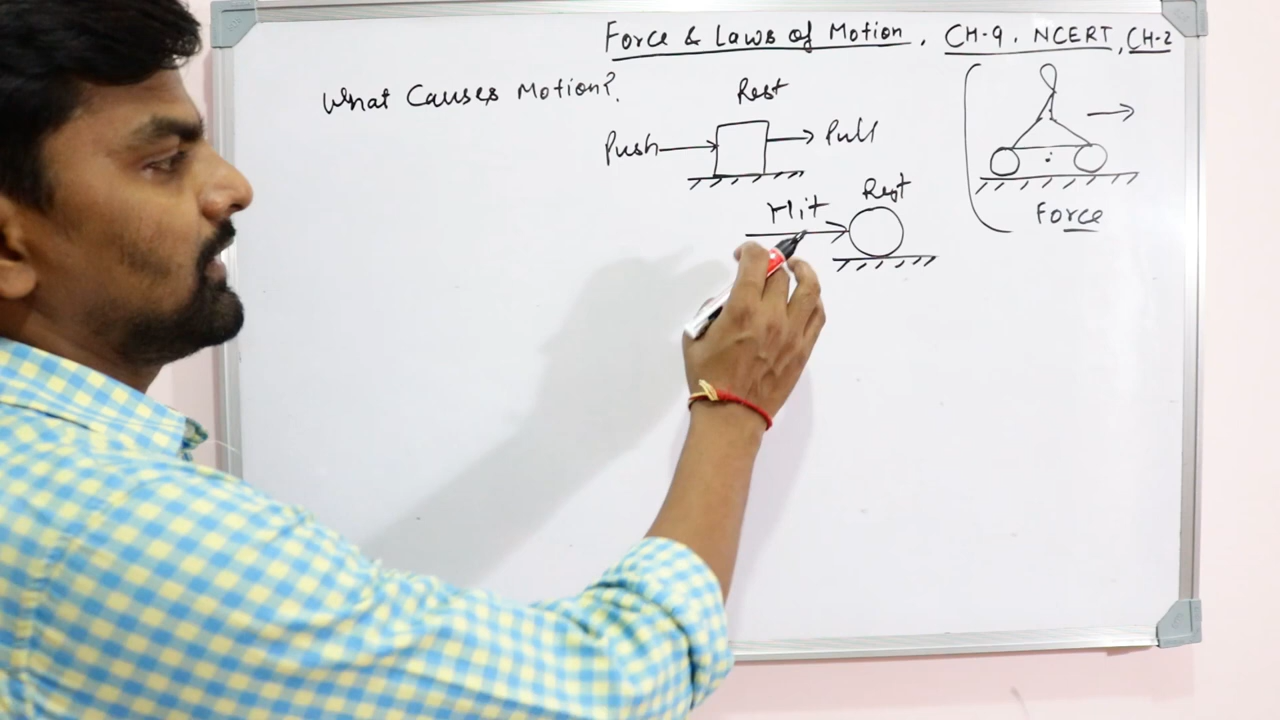 Force & Laws of Motion, CH-9, NCERT, CH-2
What Causes Motion?
Rest
Push
Pull
Hit
Rest
Force